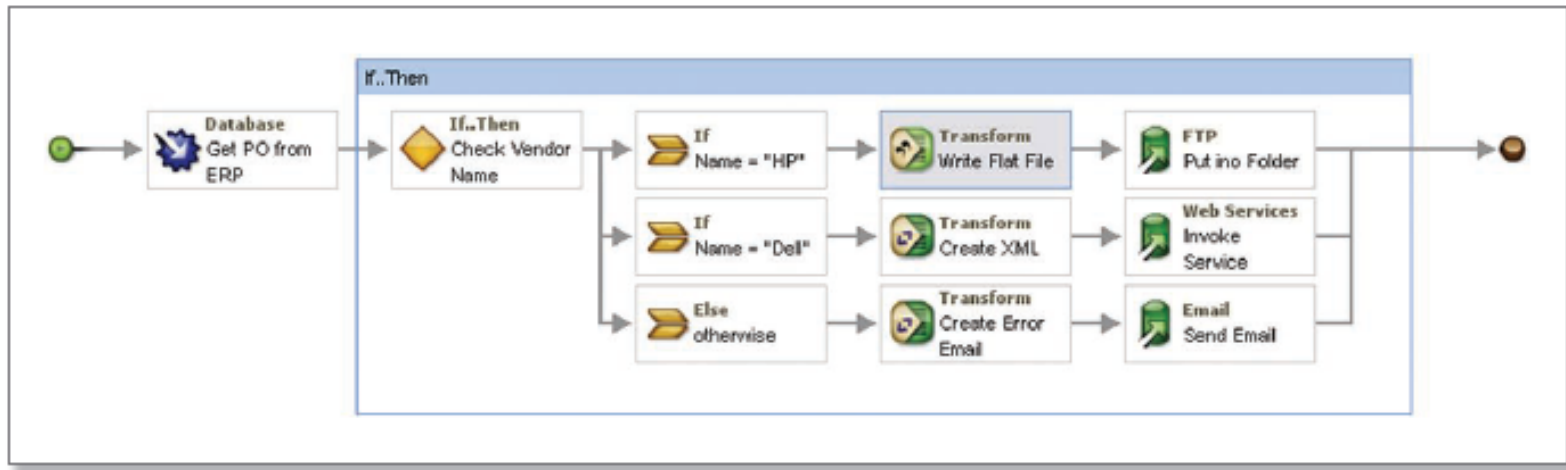 If..Then
Database
Get PO from
ERP
If..Then
Check Vendor
Name
If
Name = "HP"
Transform
Write Flat File
FTP
Put ino Folder
If
Name = "Dell"
Transform
Create XML
Web Services
Invoke
Service
Else
otherwise
Transform
Create Error
Email
Email
Send Email